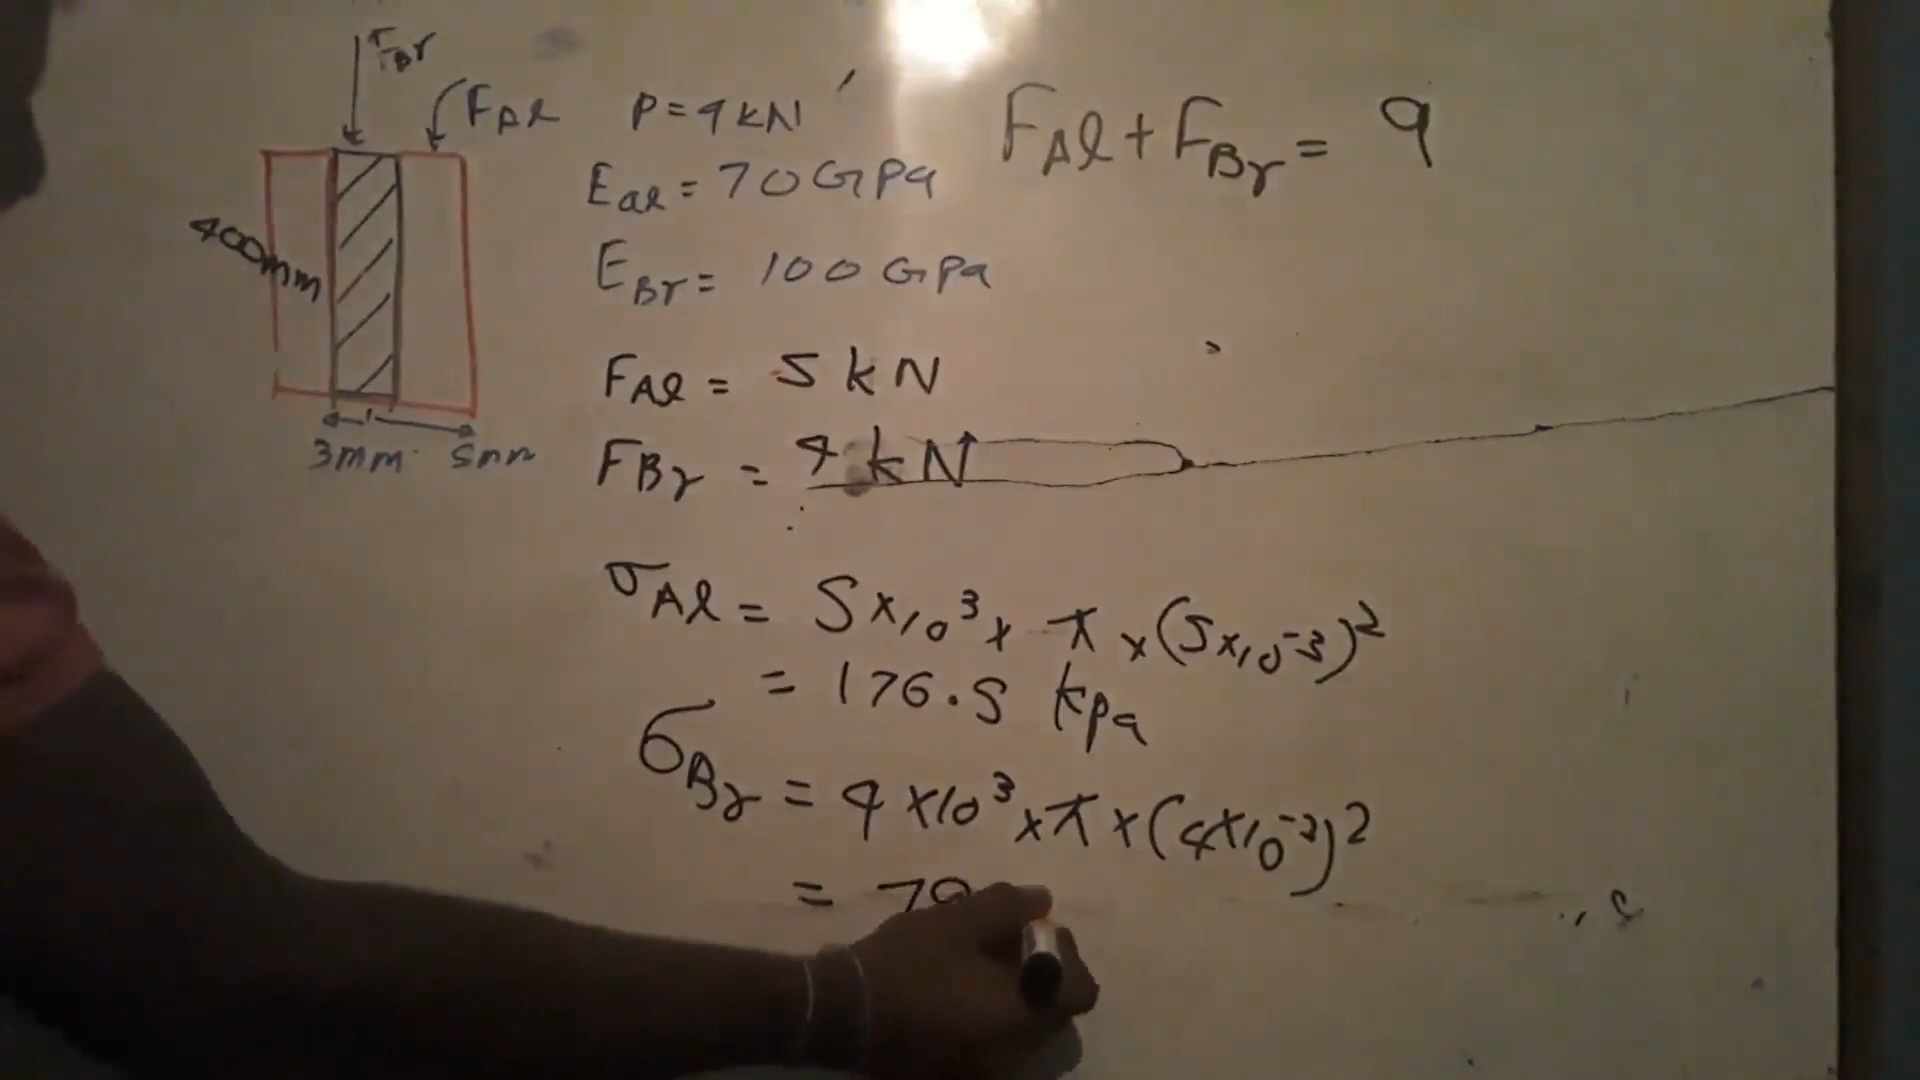 FBr
FAl
P = 9 kN
FAl + FBr = 9
Eal = 70 GPa
EBr = 100 GPa
400mm
FAl = 5 kN
3mm 5mm
FBr = 4 kN
σAl = 5×10³ × π × (5×10⁻³)²
= 176.5 kpa
σBr = 4×10³ × π × (4×10⁻³)²
= 79